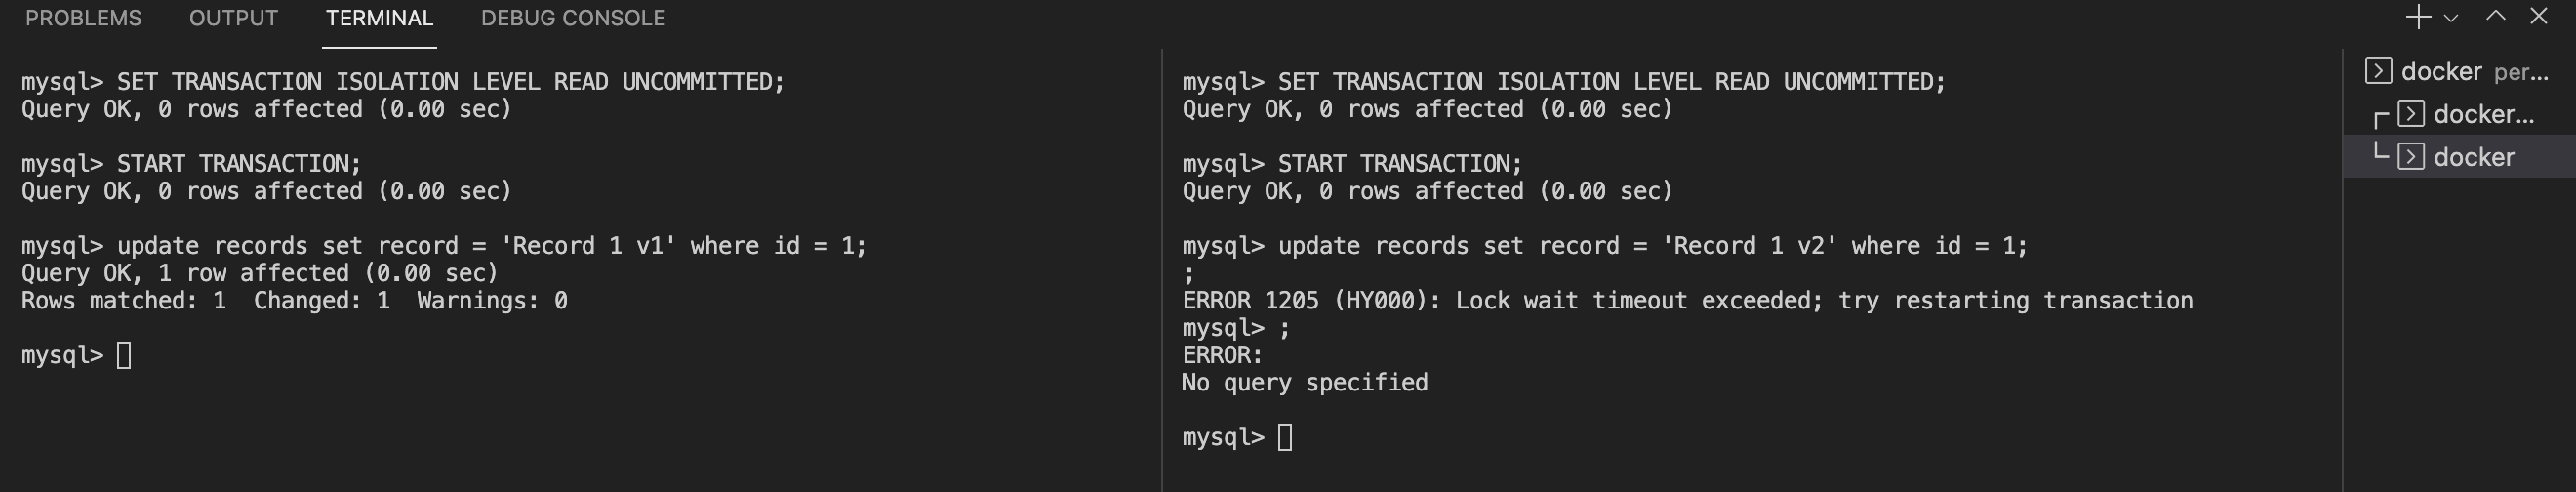 PROBLEMS OUTPUT TERMINAL DEBUG CONSOLE
mysql> SET TRANSACTION ISOLATION LEVEL READ UNCOMMITTED;
Query OK, 0 rows affected (0.00 sec)
mysql> START TRANSACTION;
Query OK, 0 rows affected (0.00 sec)
mysql> update records set record = 'Record 1 v1' where id = 1;
Query OK, 1 row affected (0.00 sec)
Rows matched: 1  Changed: 1  Warnings: 0
mysql>
mysql> SET TRANSACTION ISOLATION LEVEL READ UNCOMMITTED;
Query OK, 0 rows affected (0.00 sec)
mysql> START TRANSACTION;
Query OK, 0 rows affected (0.00 sec)
mysql> update records set record = 'Record 1 v2' where id = 1;
;
ERROR 1205 (HY000): Lock wait timeout exceeded; try restarting transaction
mysql> ;
ERROR:
No query specified
mysql>
docker per...
docker...
docker